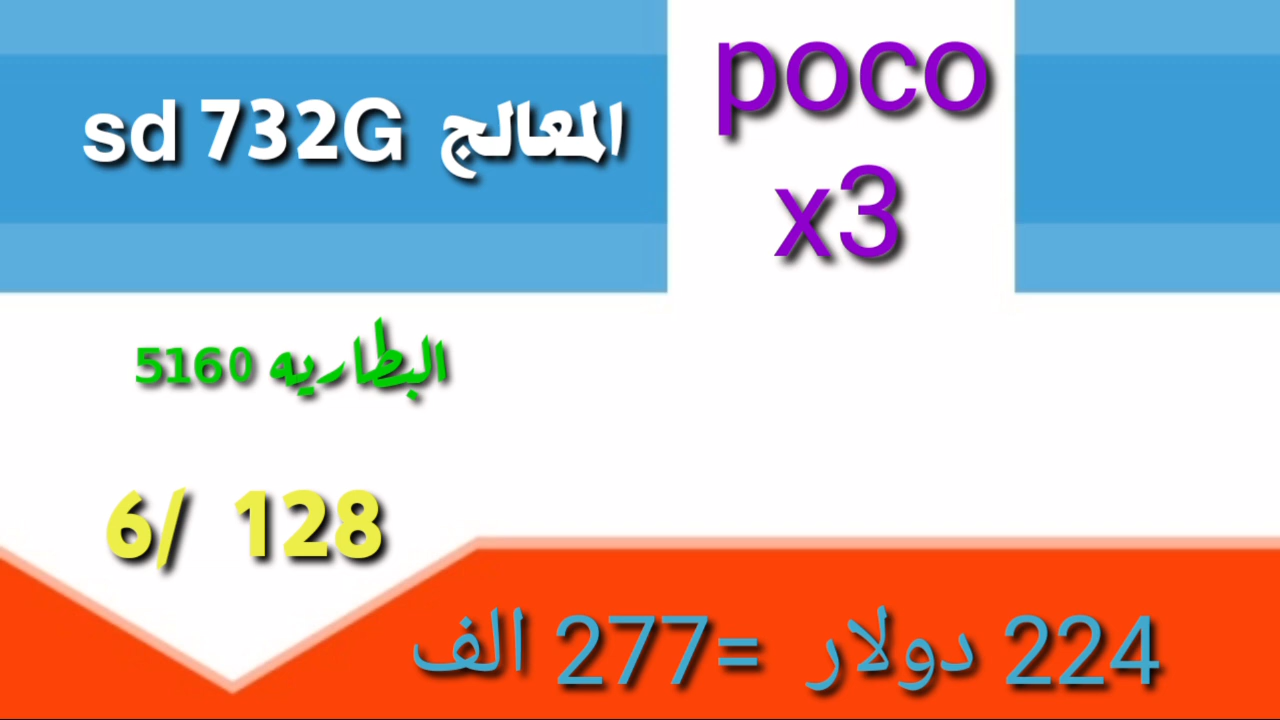 poco
x3
المعالج sd 732G
البطاريه 5160
6/ 128
224 دولار =277 الف